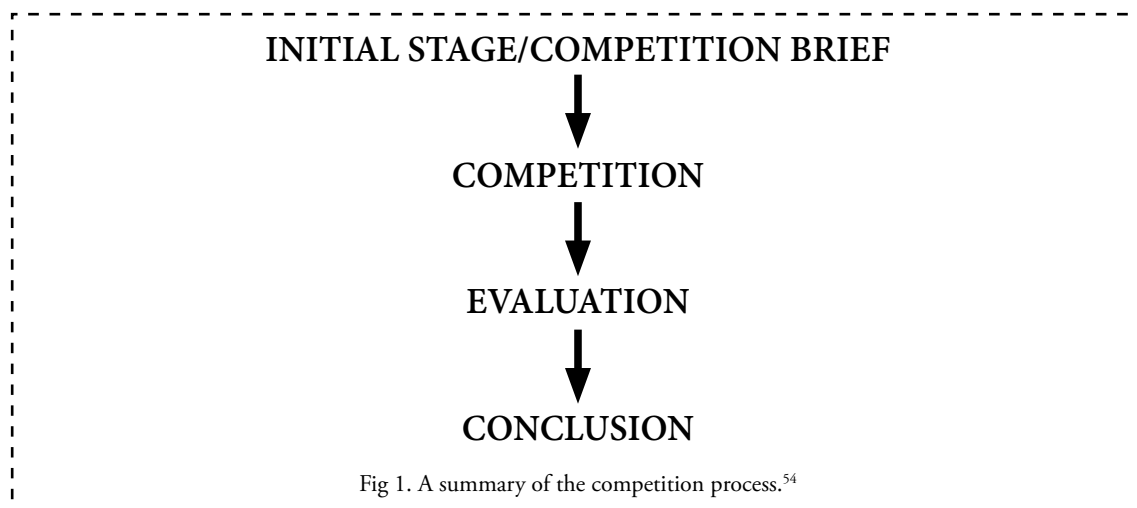 INITIAL STAGE/COMPETITION BRIEF
COMPETITION
EVALUATION
CONCLUSION
Fig 1. A summary of the competition process.54